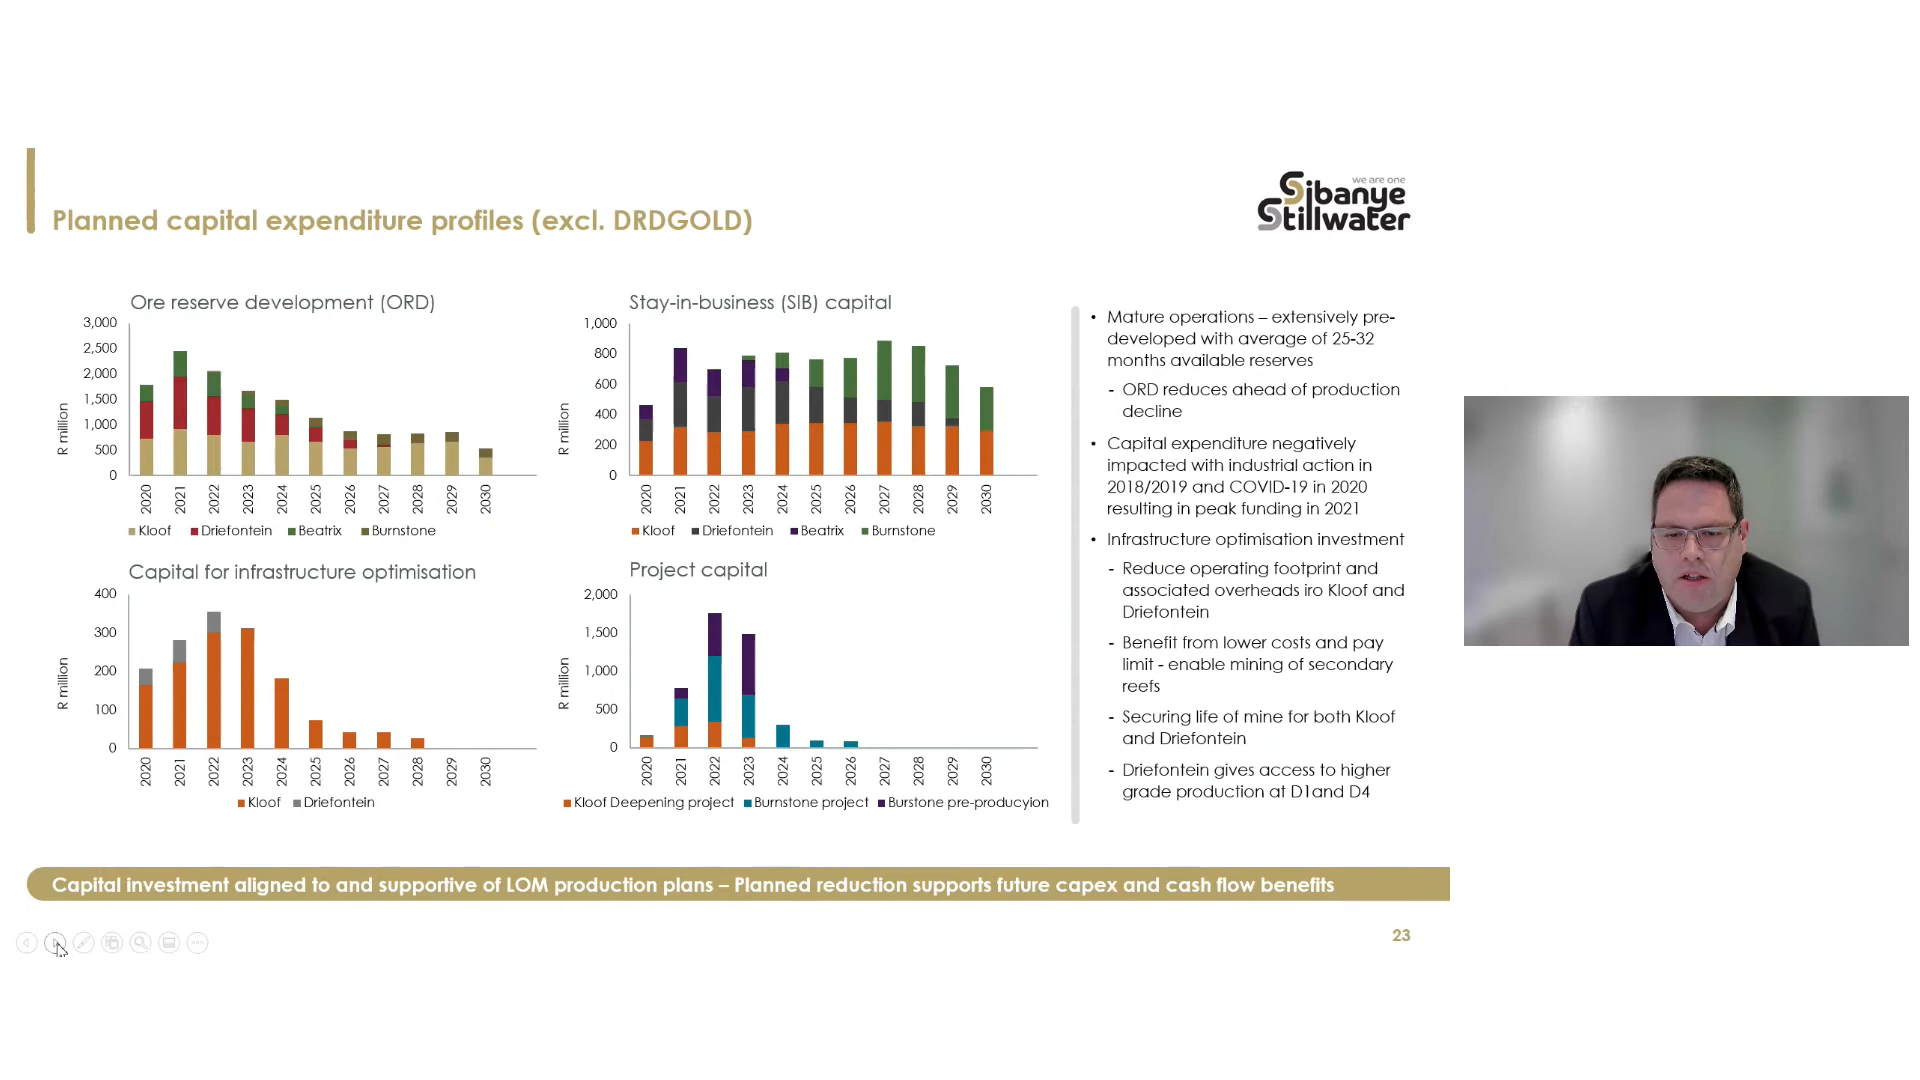 we are one
Sibanye
Stillwater
Planned capital expenditure profiles (excl. DRDGOLD)
Ore reserve development (ORD)
3,000
2,500
2,000
1,500
1,000
500
0
R million
2020
2021
2022
2023
2024
2025
2026
2027
2028
2029
2030
Kloof Driefontein Beatrix Burnstone
Stay-in-business (SIB) capital
1,000
800
600
400
200
0
R million
2020
2021
2022
2023
2024
2025
2026
2027
2028
2029
2030
Kloof Driefontein Beatrix Burnstone
Capital for infrastructure optimisation
400
300
200
100
0
R million
2020
2021
2022
2023
2024
2025
2026
2027
2028
2029
2030
Kloof Driefontein
Project capital
2,000
1,500
1,000
500
0
R million
2020
2021
2022
2023
2024
2025
2026
2027
2028
2029
2030
Kloof Deepening project Burnstone project Burstone pre-producyion
• Mature operations – extensively pre-
developed with average of 25-32
months available reserves
- ORD reduces ahead of production
decline
• Capital expenditure negatively
impacted with industrial action in
2018/2019 and COVID-19 in 2020
resulting in peak funding in 2021
• Infrastructure optimisation investment
- Reduce operating footprint and
associated overheads iro Kloof and
Driefontein
- Benefit from lower costs and pay
limit - enable mining of secondary
reefs
- Securing life of mine for both Kloof
and Driefontein
- Driefontein gives access to higher
grade production at D1and D4
Capital investment aligned to and supportive of LOM production plans – Planned reduction supports future capex and cash flow benefits
23